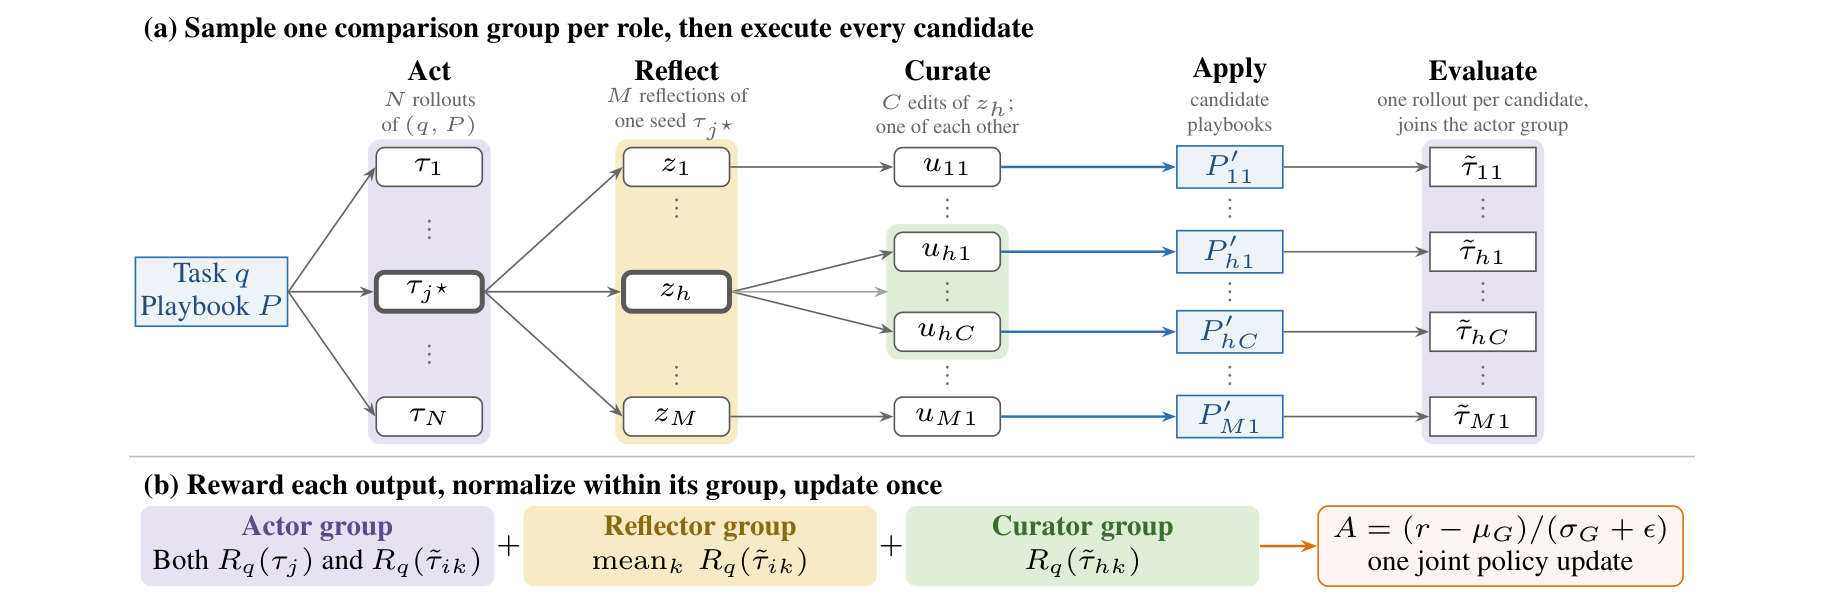 (a) Sample one comparison group per role, then execute every candidate
Act
N rollouts
of (q, P)
Reflect
M reflections of
one seed τ_{j⋆}
Curate
C edits of z_h;
one of each other
Apply
candidate
playbooks
Evaluate
one rollout per candidate,
joins the actor group
Task q
Playbook P
τ_1
⋮
τ_{j⋆}
⋮
τ_N
z_1
⋮
z_h
⋮
z_M
u_{11}
⋮
u_{h1}
⋮
u_{hC}
⋮
u_{M1}
P′_{11}
⋮
P′_{h1}
⋮
P′_{hC}
⋮
P′_{M1}
τ̃_{11}
⋮
τ̃_{h1}
⋮
τ̃_{hC}
⋮
τ̃_{M1}
(b) Reward each output, normalize within its group, update once
Actor group
Both R_q(τ_j) and R_q(τ̃_{ik})
+
Reflector group
mean_k R_q(τ̃_{ik})
+
Curator group
R_q(τ̃_{hk})
A = (r − μ_G)/(σ_G + ϵ)
one joint policy update